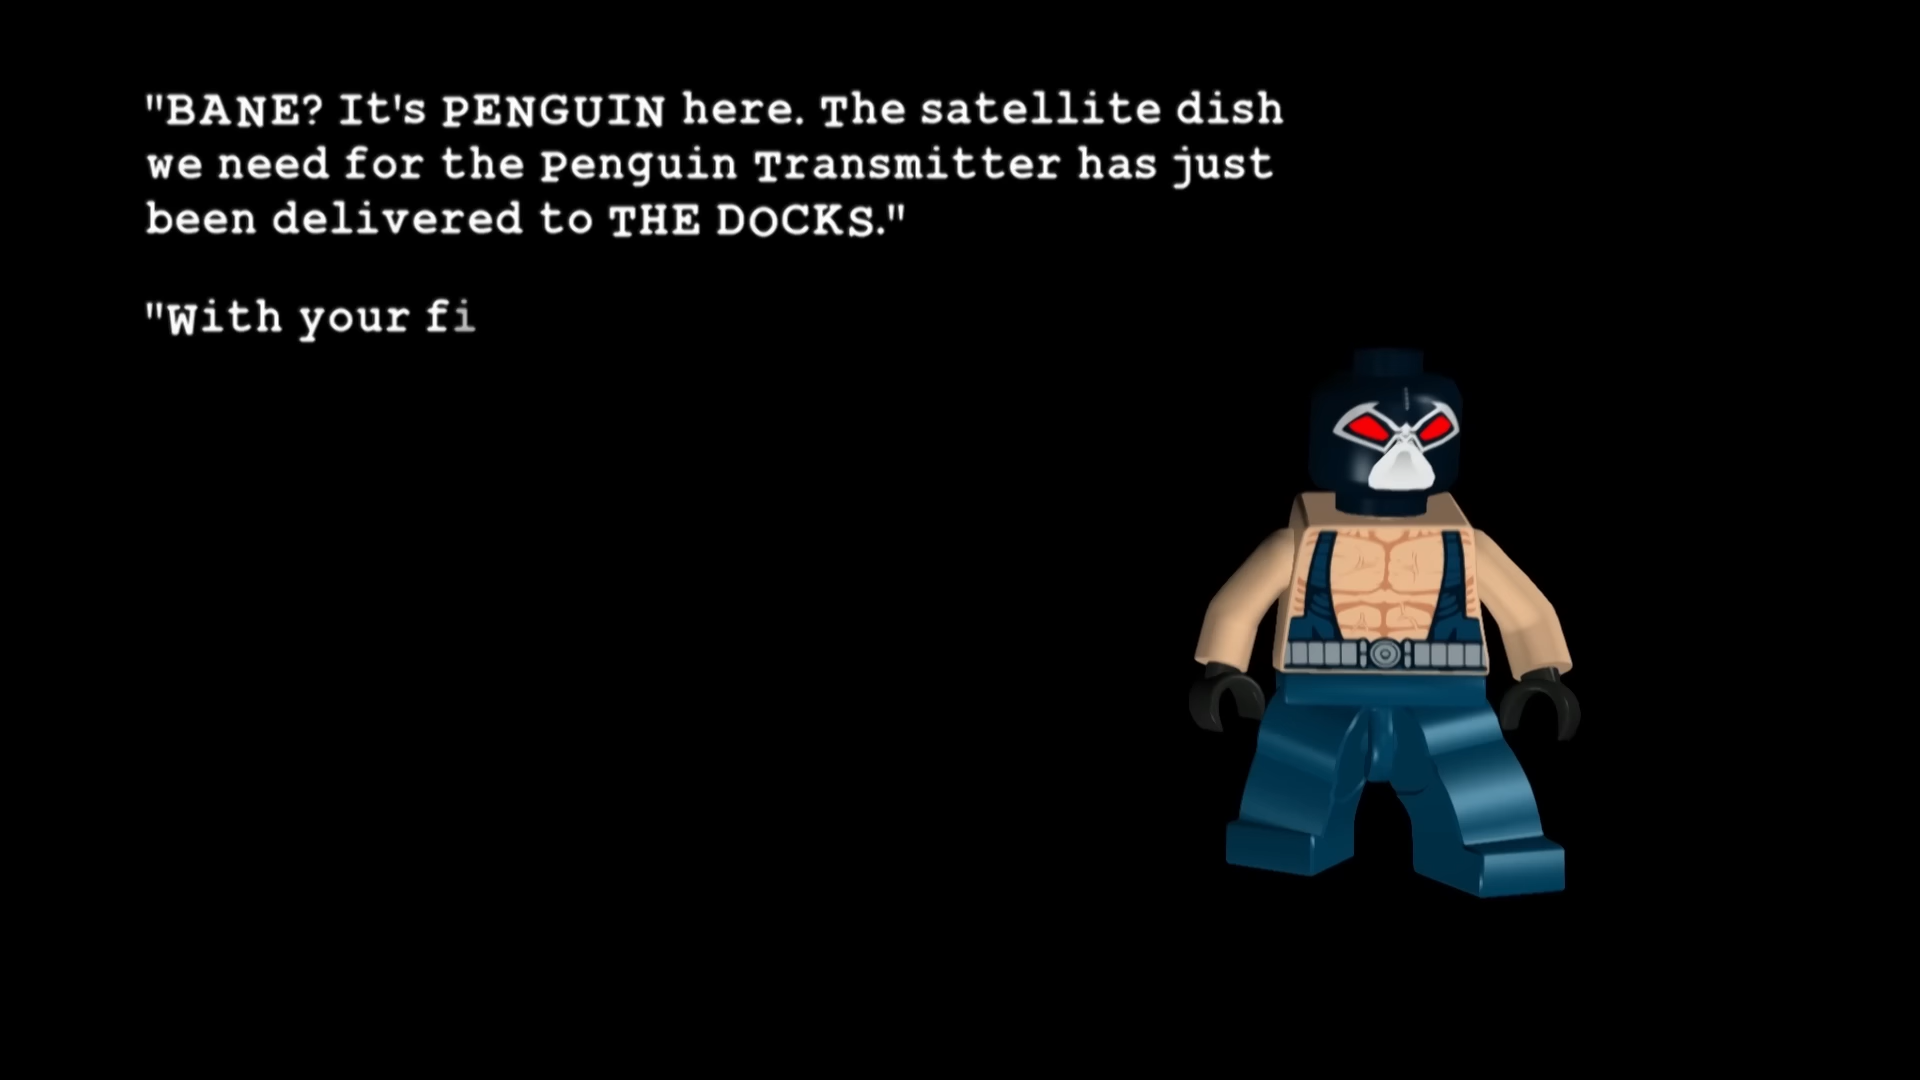 "BANE? It's PENGUIN here. The satellite dish
we need for the Penguin Transmitter has just
been delivered to THE DOCKS."
"With your fi